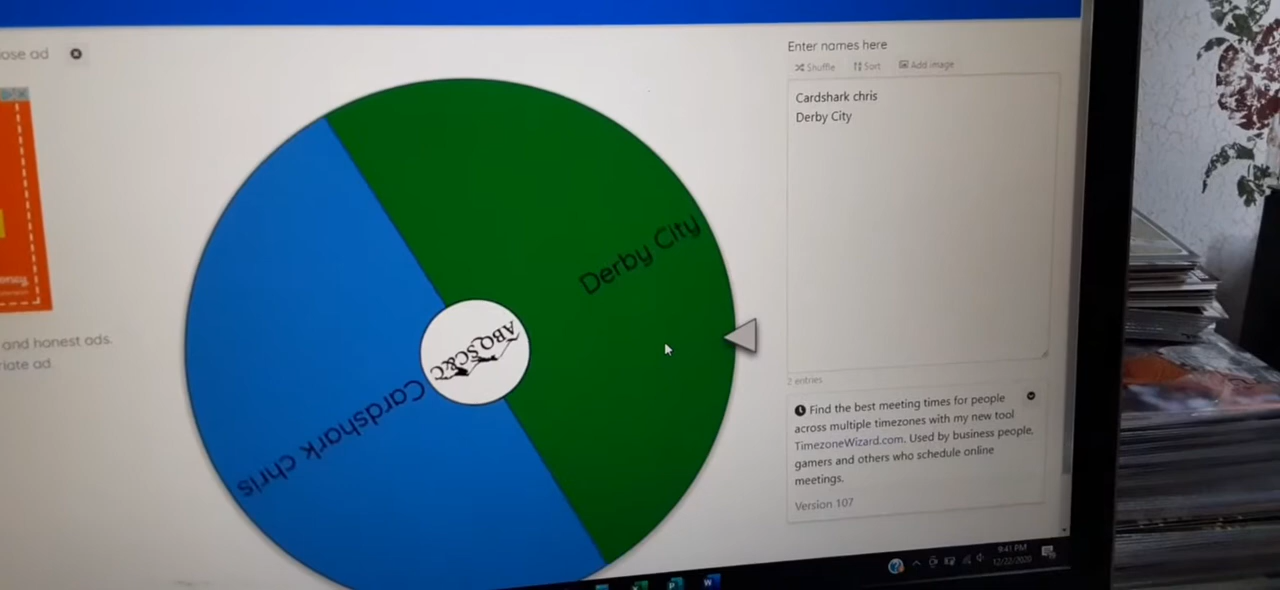 ose ad
Enter names here
Shuffle
Sort
Add image
Cardshark chris
Derby City
Derby City
ABQSC&C
Cardshark chris
and honest ads.
riate ad
2 entries
Find the best meeting times for people
across multiple timezones with my new tool
TimezoneWizard.com. Used by business people,
gamers and others who schedule online
meetings.
Version 107
9:41 PM
12/22/2020